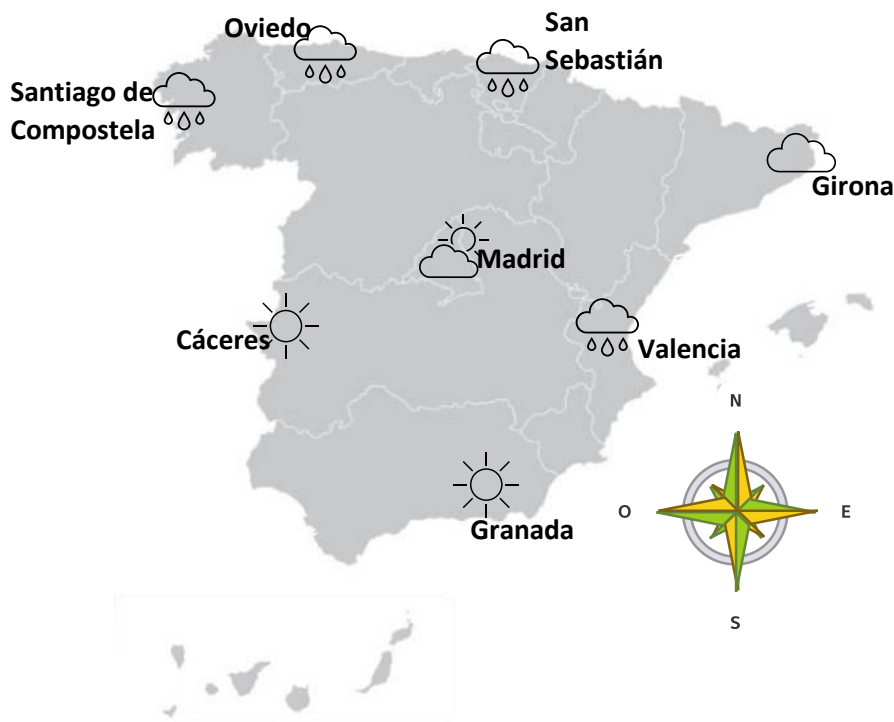 Oviedo
San
Sebastián
Santiago de
Compostela
Girona
Madrid
Cáceres
Valencia
N
O
E
S
Granada